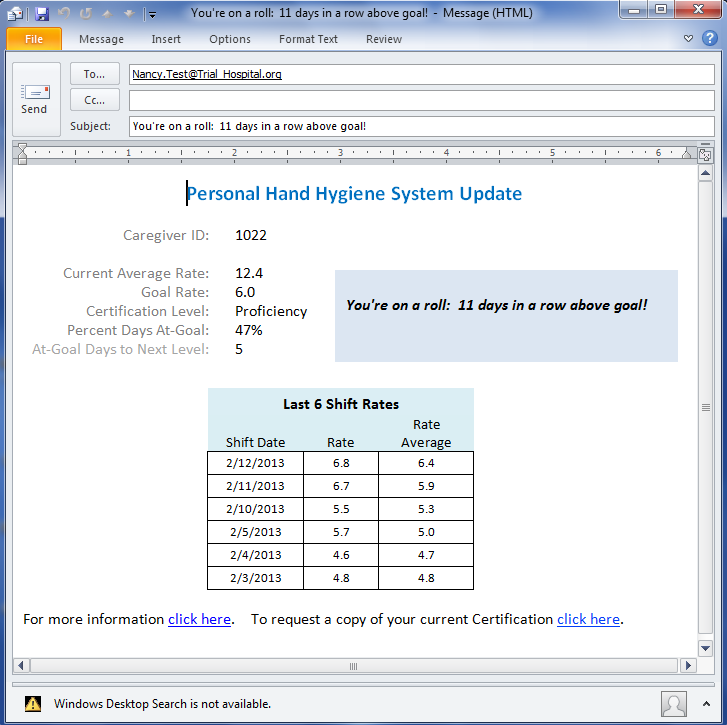 You're on a roll:  11 days in a row above goal!  -  Message (HTML)
File Message Insert Options Format Text Review
To... Nancy.Test@Trial_Hospital.org
Send
Cc...
Subject: You're on a roll:  11 days in a row above goal!
1 2 3 4 5 6
Personal Hand Hygiene System Update
Caregiver ID: 1022
Current Average Rate: 12.4
Goal Rate: 6.0
Certification Level: Proficiency
Percent Days At-Goal: 47%
At-Goal Days to Next Level: 5
You're on a roll:  11 days in a row above goal!
Last 6 Shift Rates
Shift Date Rate Rate Average
2/12/2013 6.8 6.4
2/11/2013 6.7 5.9
2/10/2013 5.5 5.3
2/5/2013 5.7 5.0
2/4/2013 4.6 4.7
2/3/2013 4.8 4.8
For more information click here.    To request a copy of your current Certification click here.
Windows Desktop Search is not available.